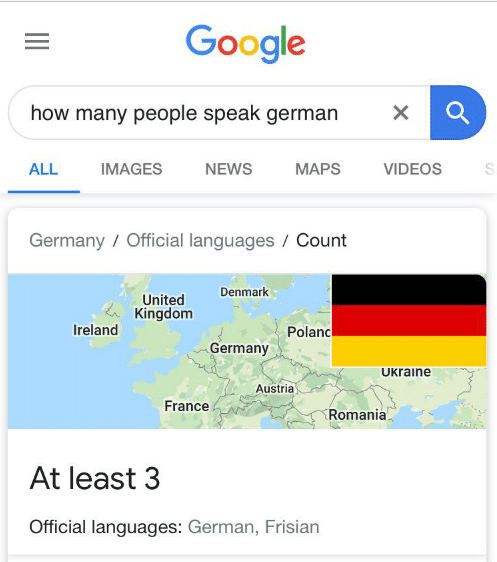 Google
how many people speak german
ALL IMAGES NEWS MAPS VIDEOS S
Germany / Official languages / Count
United Kingdom
Denmark
Ireland
Poland
Germany
Ukraine
Austria
France
Romania
At least 3
Official languages: German, Frisian